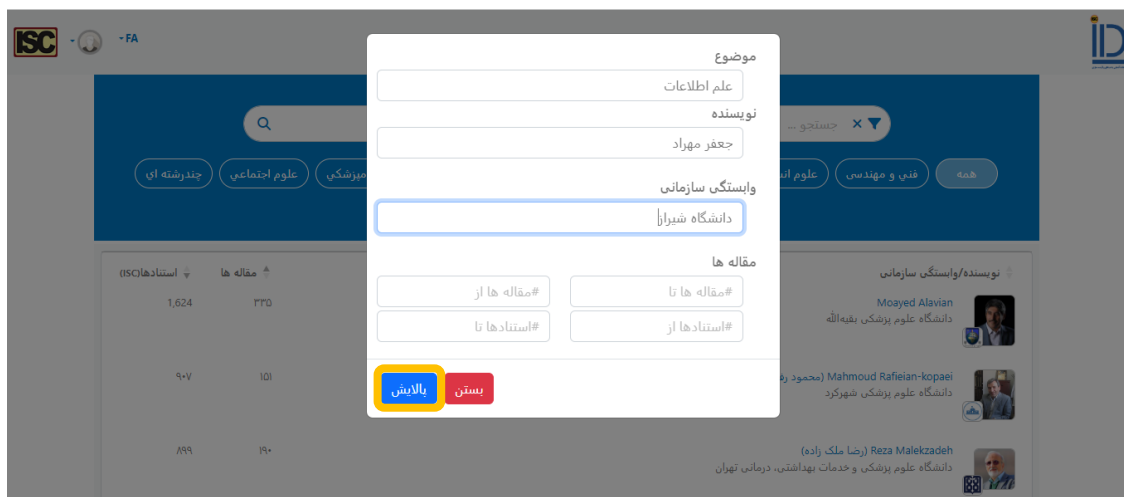 ISC
FA
ID
موضوع
علم اطلاعات
نویسنده
جعفر مهراد
وابستگی سازمانی
دانشگاه شیراز
مقاله ها
#مقاله ها تا
#مقاله ها از
#استنادها از
#استنادها تا
بستن
پالایش
جستجو ...
همه
فني و مهندسی
علوم
علوم اجتماعي
چندرشته اي
نویسنده/وابستگی سازمانی
مقاله ها
استنادها(ISC)
Moayed Alavian
دانشگاه علوم پزشکی بقیه‌الله
۳۳۵
1,624
Mahmoud Rafieian-kopaei (محمود
دانشگاه علوم پزشکی شهرکرد
۱۵۱
۹۰۷
Reza Malekzadeh (رضا ملک زاده)
دانشگاه علوم پزشکی و خدمات بهداشتی، درمانی تهران
۱۹۰
۸۹۹